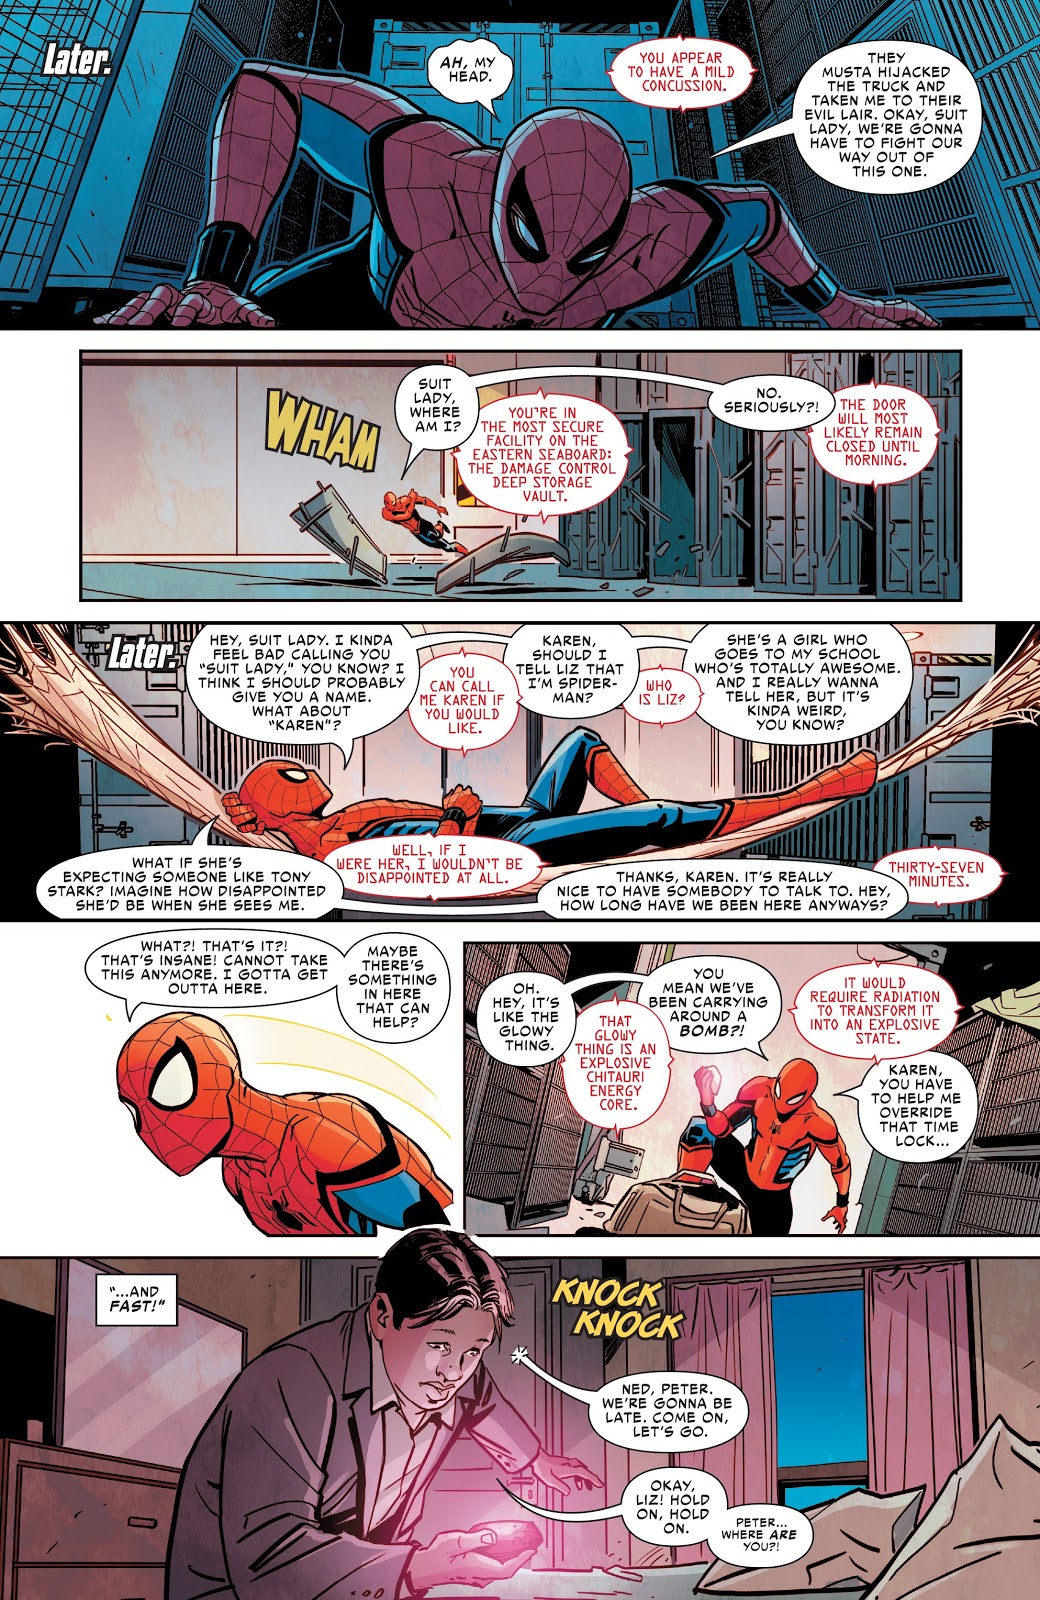 Later.
AH, MY
HEAD.
YOU APPEAR
TO HAVE A MILD
CONCUSSION.
THEY
MUSTA HIJACKED
THE TRUCK AND
TAKEN ME TO THEIR
EVIL LAIR. OKAY, SUIT
LADY, WE'RE GONNA
HAVE TO FIGHT OUR
WAY OUT OF
THIS ONE.
WHAM
SUIT
LADY,
WHERE
AM I?
YOU'RE IN
THE MOST SECURE
FACILITY ON THE
EASTERN SEABOARD:
THE DAMAGE CONTROL
DEEP STORAGE
VAULT.
NO.
SERIOUSLY?!
THE DOOR
WILL MOST
LIKELY REMAIN
CLOSED UNTIL
MORNING.
Later.
HEY, SUIT LADY. I KINDA
FEEL BAD CALLING YOU
"SUIT LADY," YOU KNOW? I
THINK I SHOULD PROBABLY
GIVE YOU A NAME.
WHAT ABOUT
"KAREN"?
YOU
CAN CALL
ME KAREN IF
YOU WOULD
LIKE.
KAREN,
SHOULD I
TELL LIZ THAT
I'M SPIDER-
MAN?
WHO
IS LIZ?
SHE'S A GIRL WHO
GOES TO MY SCHOOL
WHO'S TOTALLY AWESOME.
AND I REALLY WANNA
TELL HER, BUT IT'S
KINDA WEIRD,
YOU KNOW?
WHAT IF SHE'S
EXPECTING SOMEONE LIKE TONY
STARK? IMAGINE HOW DISAPPOINTED
SHE'D BE WHEN SHE SEES ME.
WELL, IF I
WERE HER, I WOULDN'T BE
DISAPPOINTED AT ALL.
THANKS, KAREN. IT'S REALLY
NICE TO HAVE SOMEBODY TO TALK TO. HEY,
HOW LONG HAVE WE BEEN HERE ANYWAYS?
THIRTY-SEVEN
MINUTES.
WHAT?! THAT'S IT?!
THAT'S INSANE! CANNOT TAKE
THIS ANYMORE. I GOTTA GET
OUTTA HERE.
MAYBE
THERE'S
SOMETHING
IN HERE
THAT CAN
HELP?
OH.
HEY, IT'S
LIKE THE
GLOWY
THING.
THAT
GLOWY
THING IS AN
EXPLOSIVE
CHITAURI
ENERGY
CORE.
YOU
MEAN WE'VE
BEEN CARRYING
AROUND A
BOMB?!
IT WOULD
REQUIRE RADIATION
TO TRANSFORM IT
INTO AN EXPLOSIVE
STATE.
KAREN,
YOU HAVE
TO HELP ME
OVERRIDE
THAT TIME
LOCK...
"...AND
FAST!"
KNOCK
KNOCK
NED, PETER.
WE'RE GONNA BE
LATE. COME ON,
LET'S GO.
OKAY,
LIZ! HOLD
ON, HOLD
ON.
PETER...
WHERE ARE
YOU?!